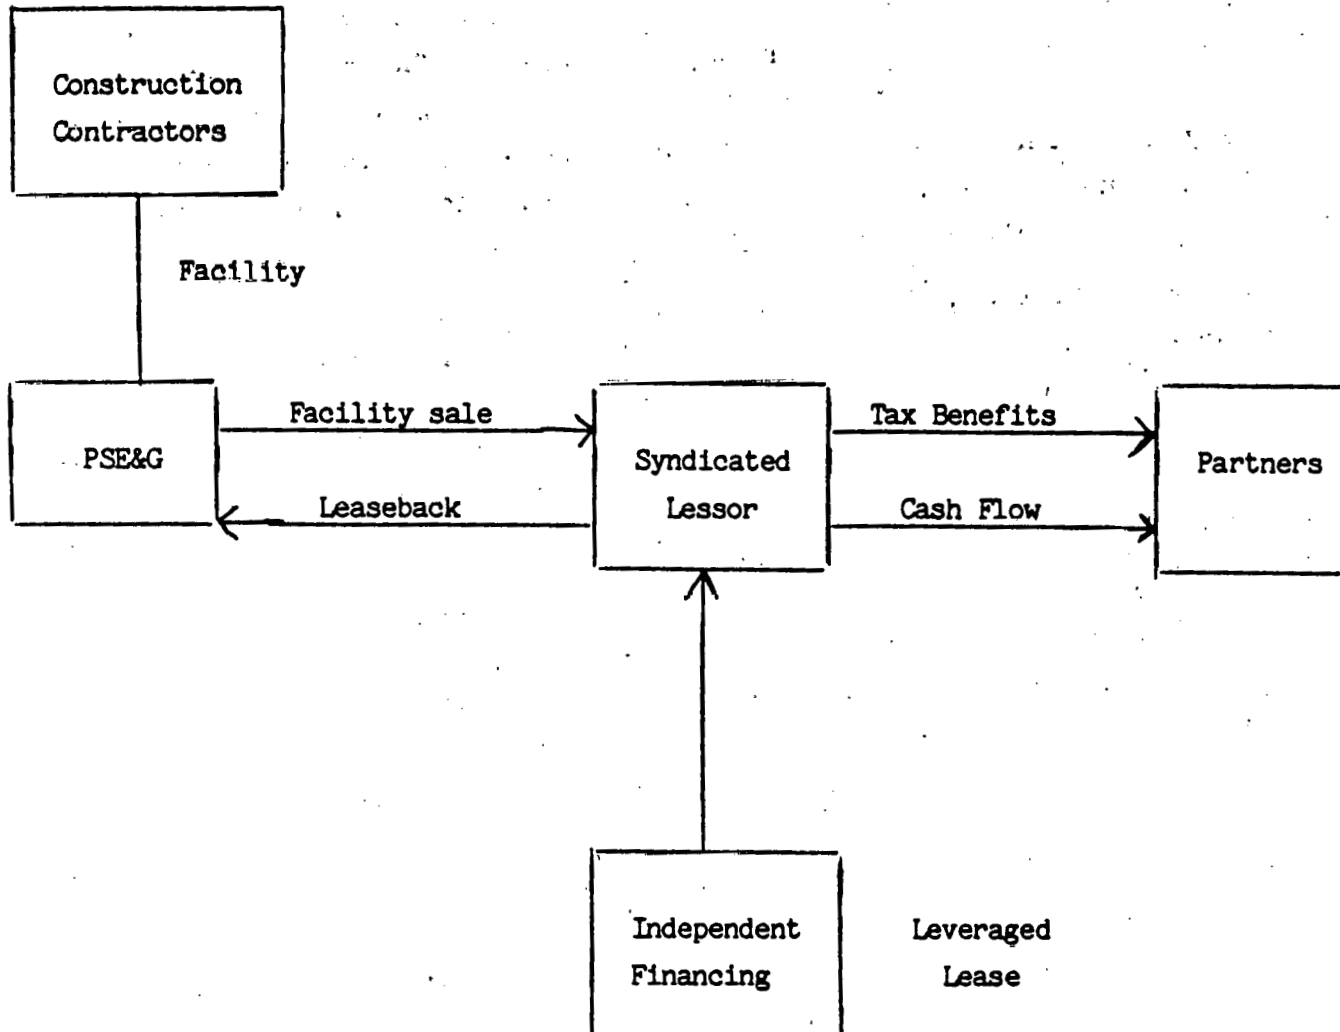 Construction
Contractors
Facility
PSE&G
Facility sale
Leaseback
Syndicated
Lessor
Tax Benefits
Cash Flow
Partners
Independent
Financing
Leveraged
Lease